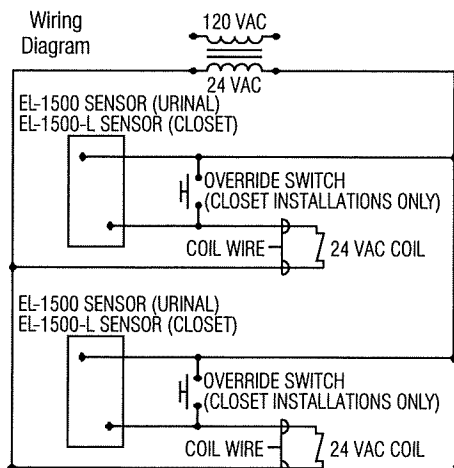 Wiring
Diagram
120 VAC
24 VAC
EL-1500 SENSOR (URINAL)
EL-1500-L SENSOR (CLOSET)
OVERRIDE SWITCH
(CLOSET INSTALLATIONS ONLY)
COIL WIRE
24 VAC COIL
EL-1500 SENSOR (URINAL)
EL-1500-L SENSOR (CLOSET)
OVERRIDE SWITCH
(CLOSET INSTALLATIONS ONLY)
COIL WIRE
24 VAC COIL